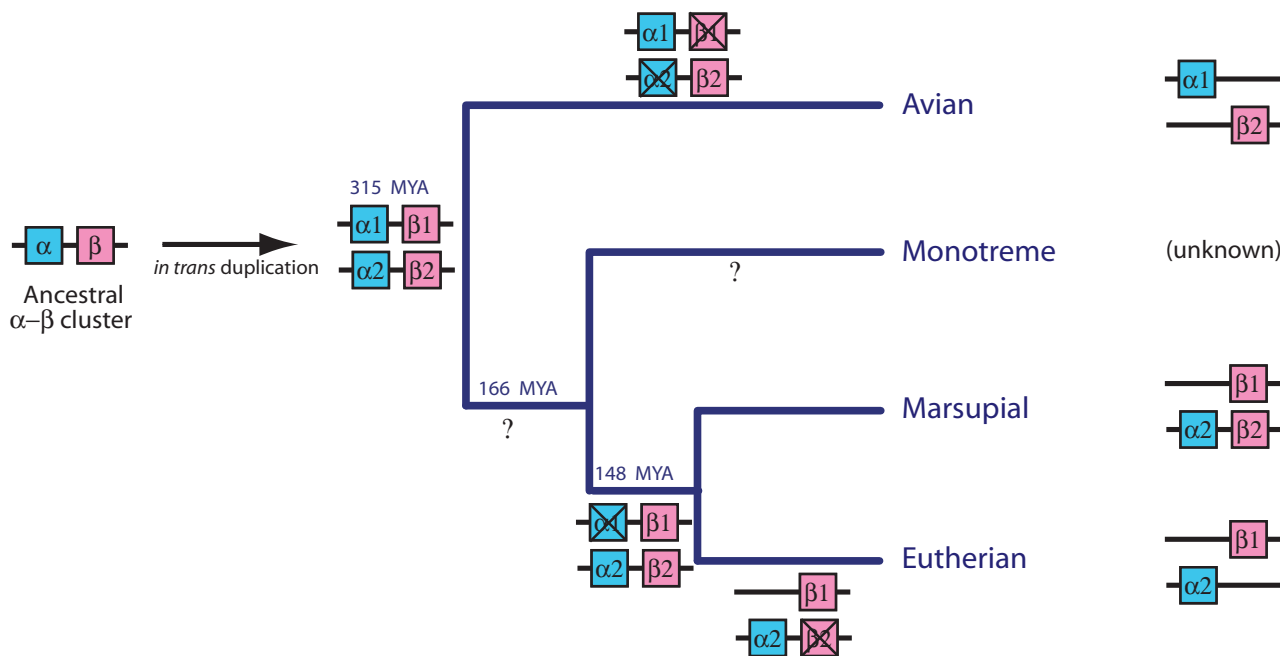 α1 β1
α2 β2
Avian
α1
β2
315 MYA
α1 β1
α2 β2
α β
in trans duplication
Ancestral
α–β cluster
Monotreme
(unknown)
?
166 MYA
?
Marsupial
β1
α2 β2
148 MYA
α1 β1
α2 β2
Eutherian
β1
α2
β1
α2 β2